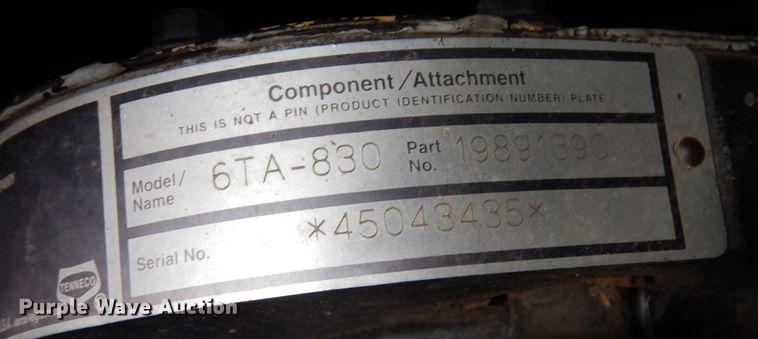 Component/Attachment
THIS IS NOT A PIN (PRODUCT IDENTIFICATION NUMBER) PLATE
Model/Name 6TA-830 Part No. 1989139C
Serial No. *45043435*
TENNECO
Purple Wave Auction